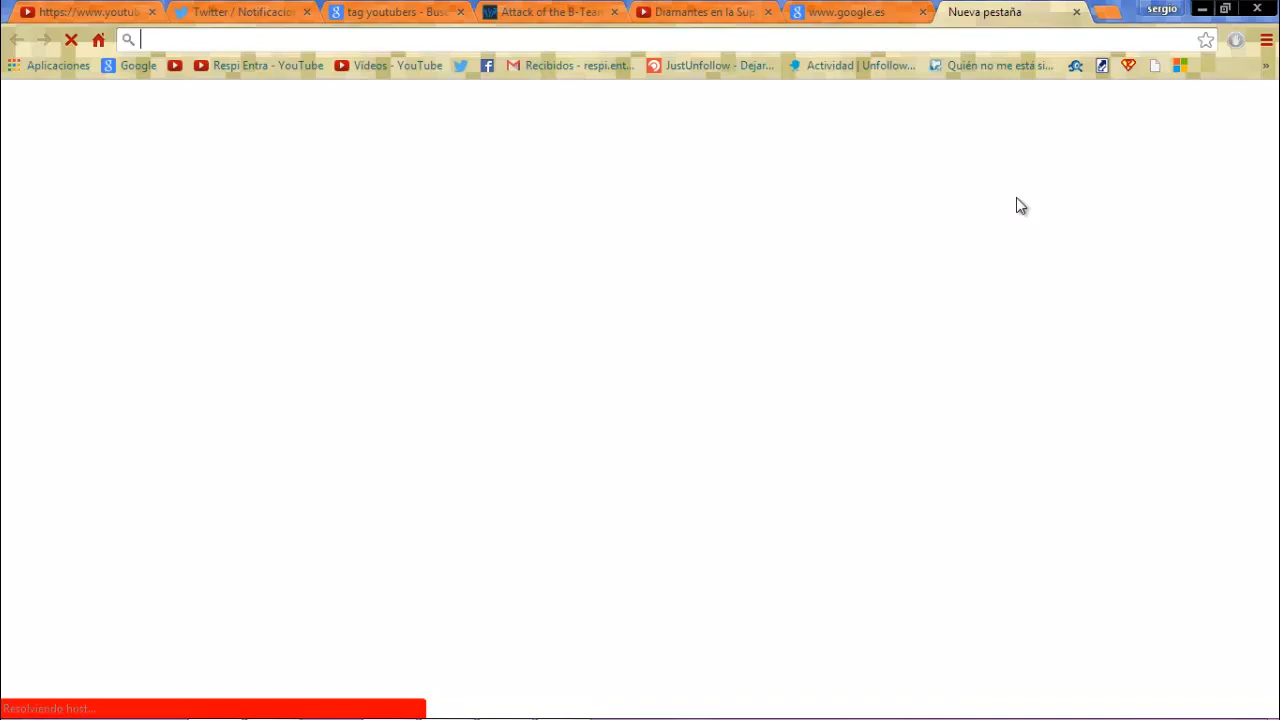 https://www.youtub
Twitter / Notificacio
tag youtubers - Bus
Attack of the B-Tean
Diamantes en la Sup
www.google.es
Nueva pestaña
sergio
Aplicaciones
Google
Respi Entra - YouTube
Videos - YouTube
Recibidos - respi.ent...
JustUnfollow - Dejar...
Actividad | Unfollow...
Quién no me está si...
»
Resolviendo host...